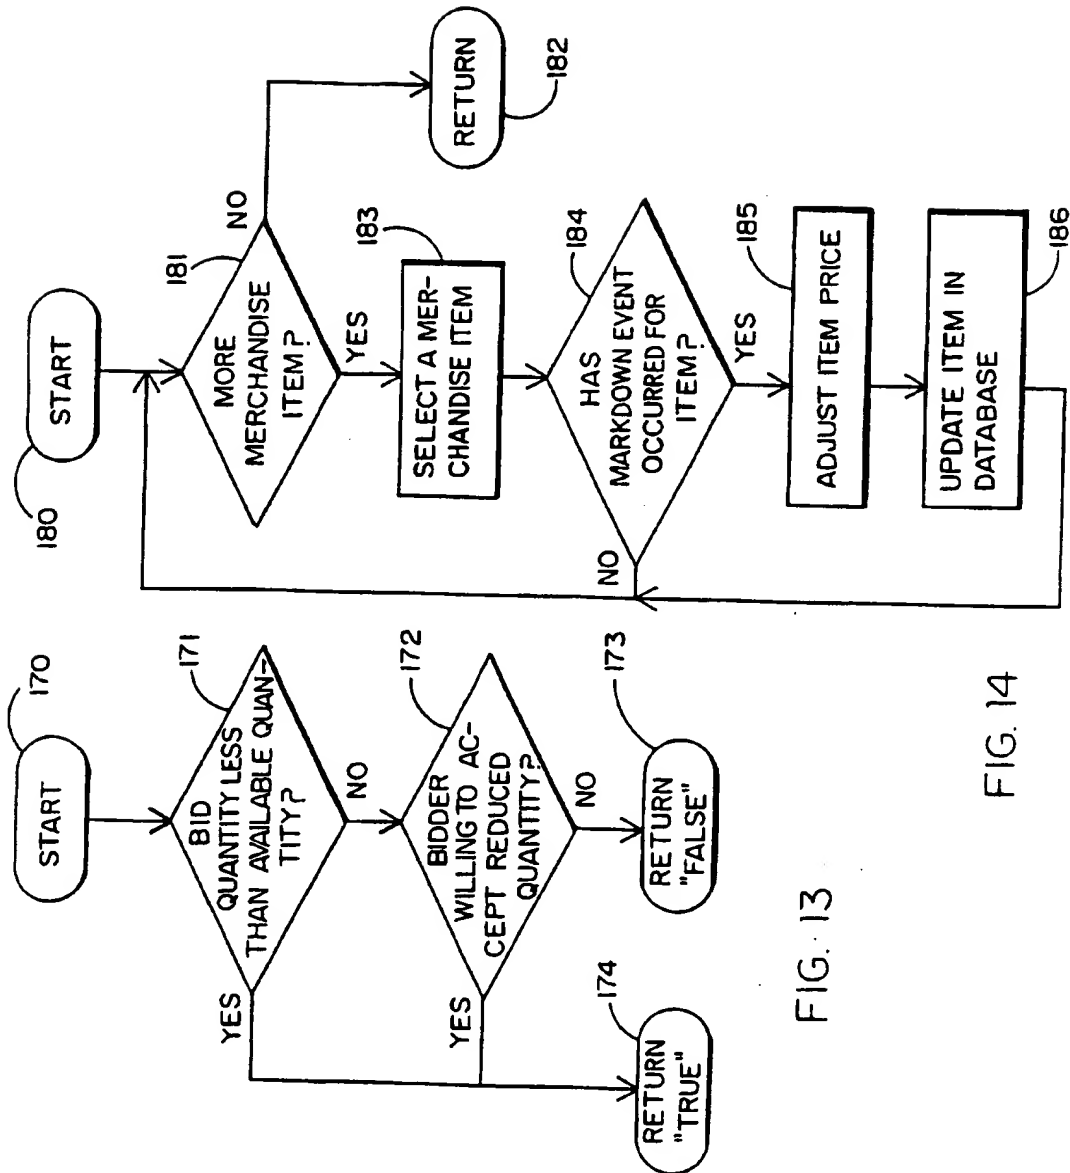 170
START
171
BID
QUANTITY LESS
THAN AVAILABLE QUAN-
TITY?
YES
NO
172
BIDDER
WILLING TO AC-
CEPT REDUCED
QUANTITY?
YES
NO
174
RETURN
"TRUE"
173
RETURN
"FALSE"
FIG. 13
180
START
181
MORE
MERCHANDISE
ITEM?
NO
YES
RETURN
182
183
SELECT A MER-
CHANDISE ITEM
184
HAS
MARKDOWN EVENT
OCCURRED FOR
ITEM?
NO
YES
185
ADJUST ITEM PRICE
186
UPDATE ITEM IN
DATABASE
FIG. 14